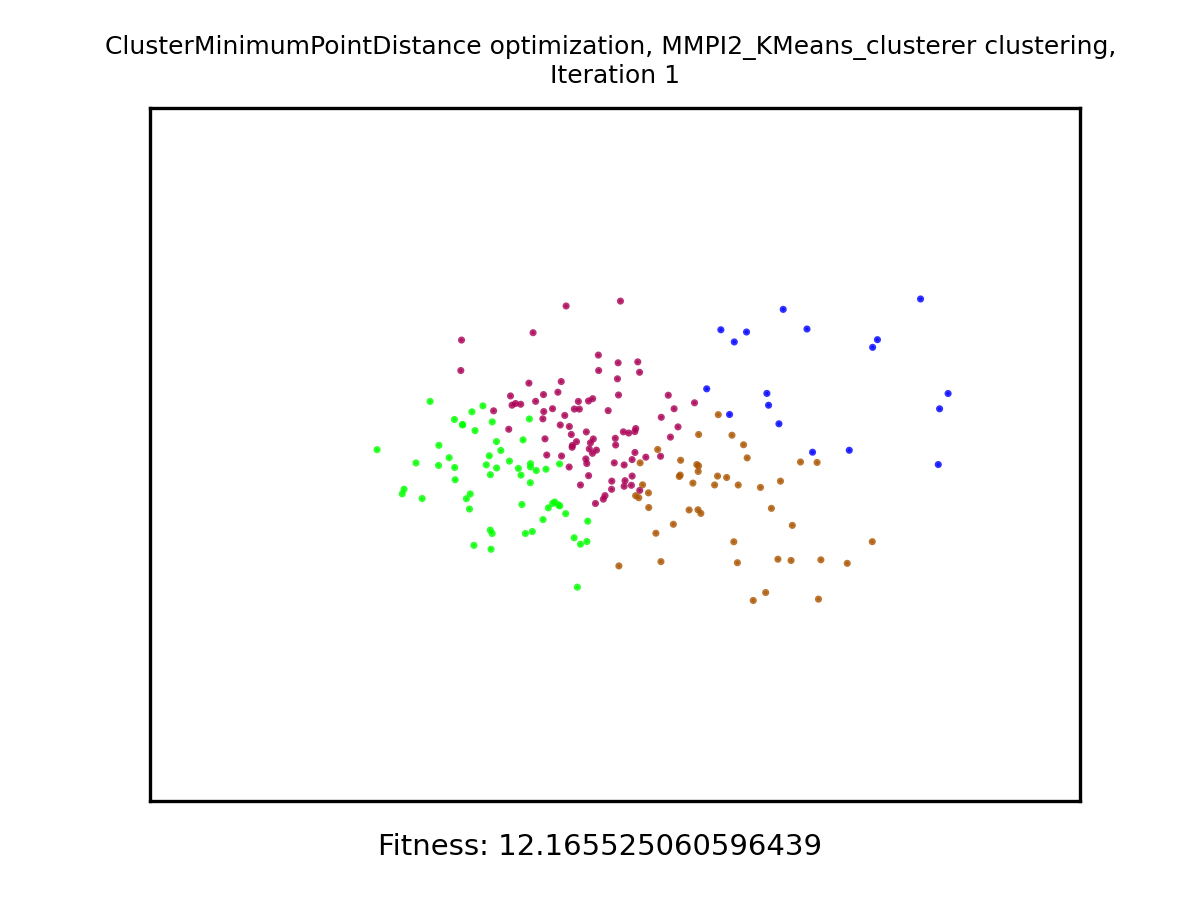 ClusterMinimumPointDistance optimization, MMPI2_KMeans_clusterer clustering,
Iteration 1
Fitness: 12.165525060596439